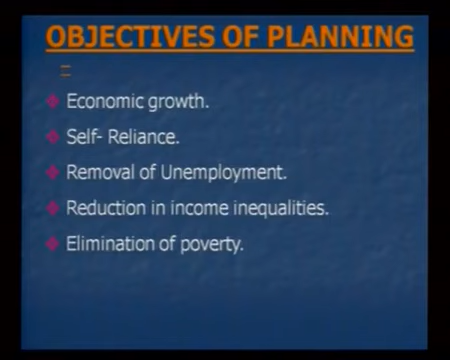 OBJECTIVES OF PLANNING
Economic growth.
Self- Reliance.
Removal of Unemployment.
Reduction in income inequalities.
Elimination of poverty.